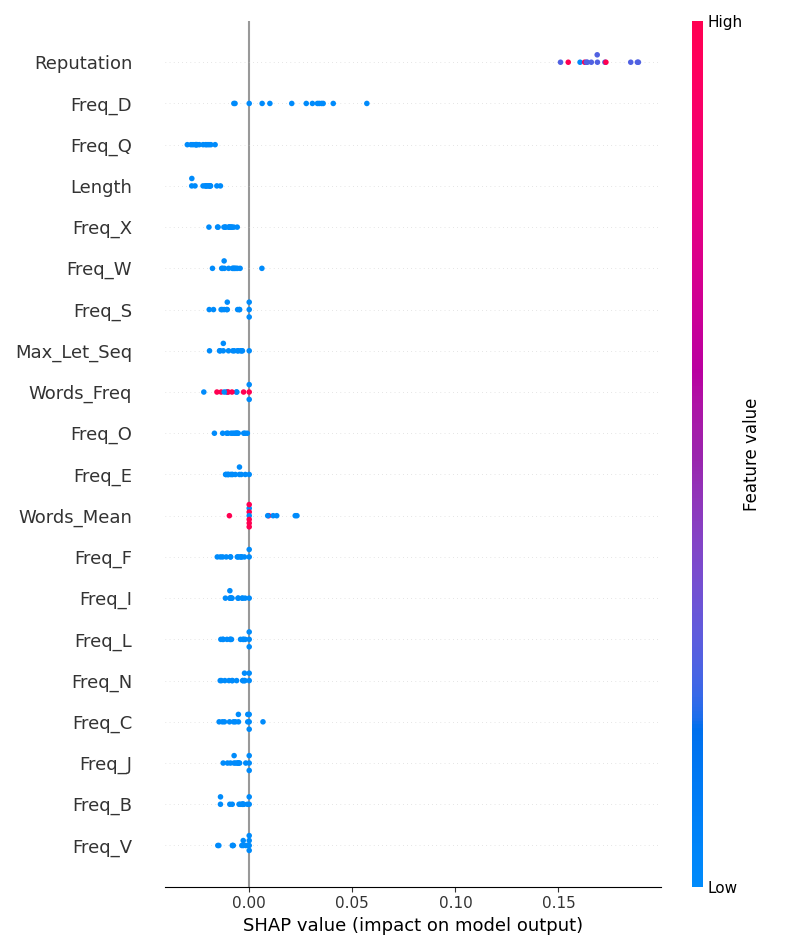 High
Reputation
Freq_D
Freq_Q
Length
Freq_X
Freq_W
Freq_S
Max_Let_Seq
Words_Freq
Freq_O
Freq_E
Words_Mean
Freq_F
Freq_I
Freq_L
Freq_N
Freq_C
Freq_J
Freq_B
Freq_V
Feature value
Low
0.00 0.05 0.10 0.15
SHAP value (impact on model output)